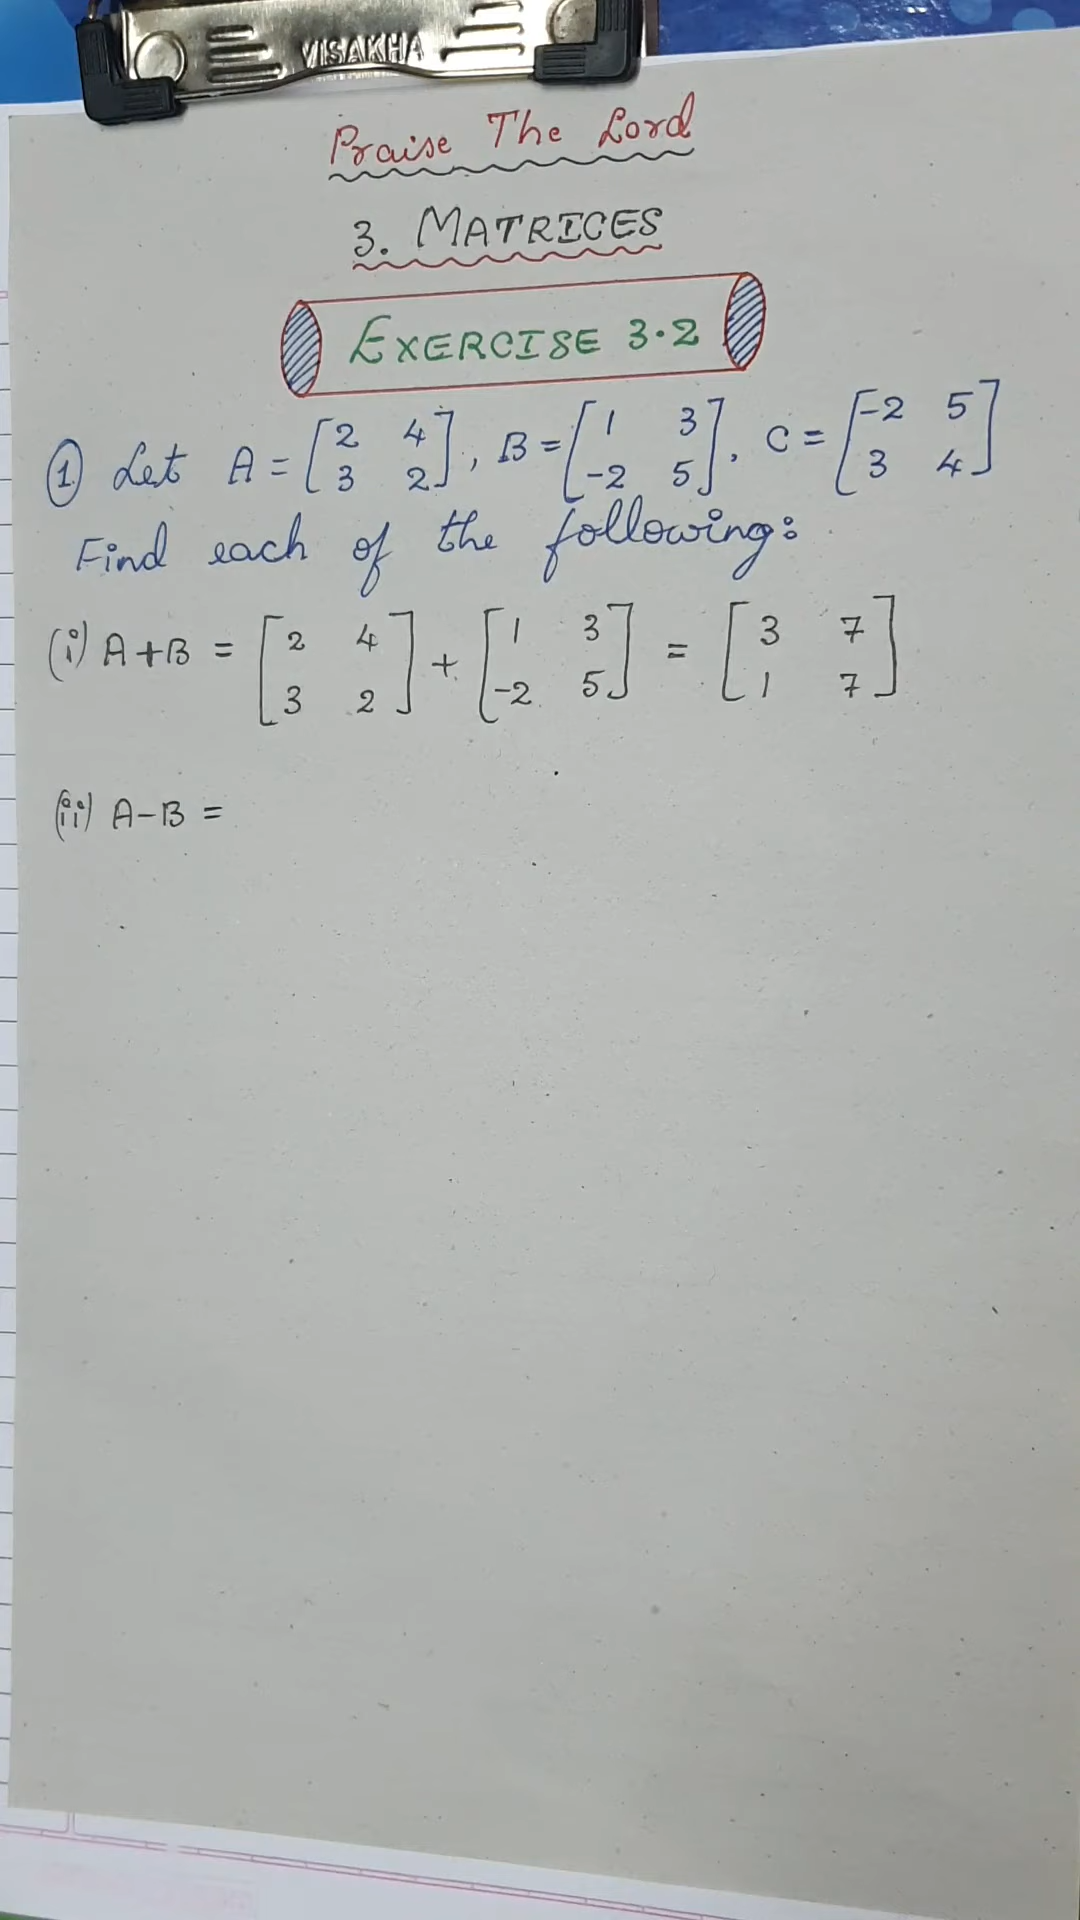 VISAKHA
Praise The Lord
3. MATRICES
EXERCISE 3.2
① Let A = [2 4; 3 2], B = [1 3; -2 5], C = [-2 5; 3 4]
Find each of the following:
(i) A+B = [2 4; 3 2] + [1 3; -2 5] = [3 7; 1 7]
(ii) A-B =